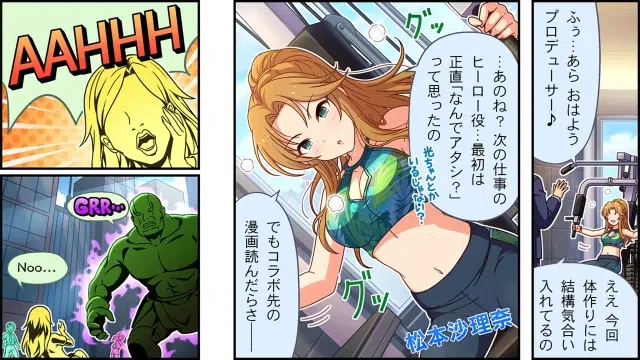 ふぅ…あら おはよう
プロデューサー♪
ええ 今回
体作りには
結構気合い
入れてるの
グッ
…あのね？次の仕事の
ヒーロー役…最初は
正直「なんでアタシ？」
って思ったの
光ちゃんとか
いるじゃない？
グッ
でもコラボ先の
漫画読んだらさ──
松本沙理奈
AAHHH
GRR...
Noo...